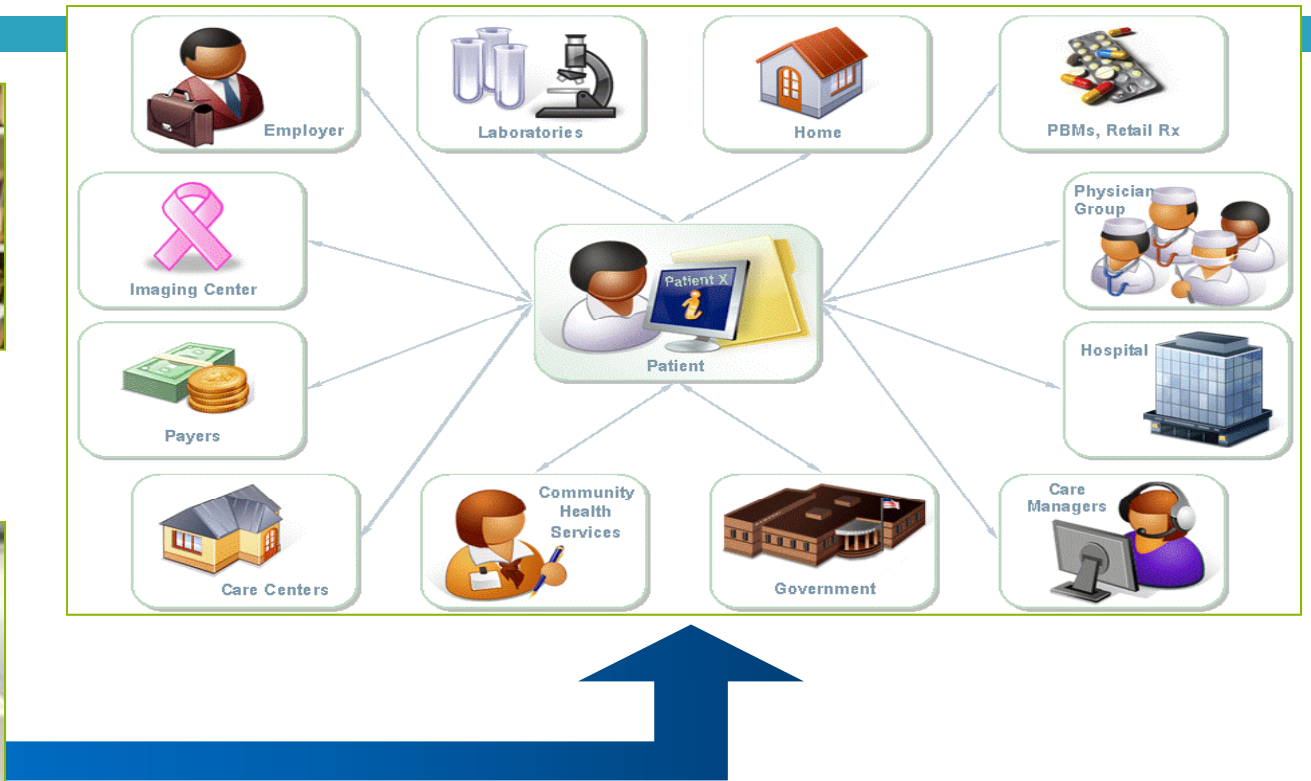 Employer
Laboratories
Home
PBMs, Retail Rx
Imaging Center
Patient X
Patient
Physician
Group
Payers
Hospital
Care Centers
Community
Health
Services
Government
Care
Managers